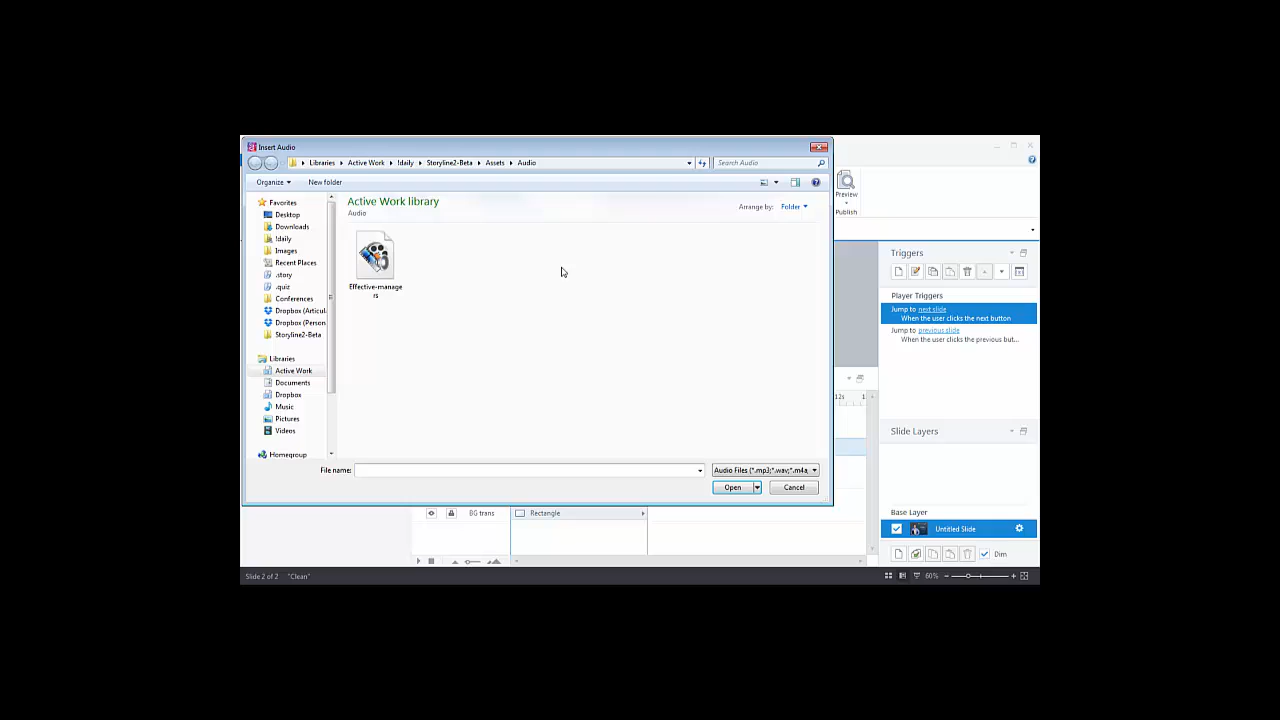 Insert Audio
Libraries Active Work !daily Storyline2-Beta Assets Audio
Search Audio
Organize New folder
Preview
Publish
Favorites
Desktop
Downloads
!daily
Images
Recent Places
.story
.quiz
Conferences
Dropbox (Articul
Dropbox (Person
Storyline2-Beta
Libraries
Active Work
Documents
Dropbox
Music
Pictures
Videos
Homegroup
Active Work library
Audio
Arrange by: Folder
Effective-manage
rs
File name:
Audio Files (*.mp3;*.wav;*.m4a,
Open Cancel
Triggers
Player Triggers
Jump to next slide
When the user clicks the next button
Jump to previous slide
When the user clicks the previous but...
12s
Slide Layers
Base Layer
Untitled Slide
Dim
BG trans Rectangle
Slide 2 of 2 "Clean"
60%